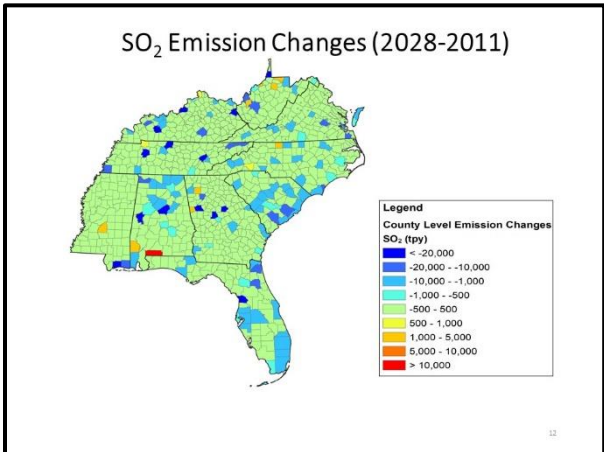 SO₂ Emission Changes (2028-2011)
Legend
County Level Emission Changes
SO₂ (tpy)
< -20,000
-20,000 - -10,000
-10,000 - -1,000
-1,000 - -500
-500 - 500
500 - 1,000
1,000 - 5,000
5,000 - 10,000
> 10,000
12